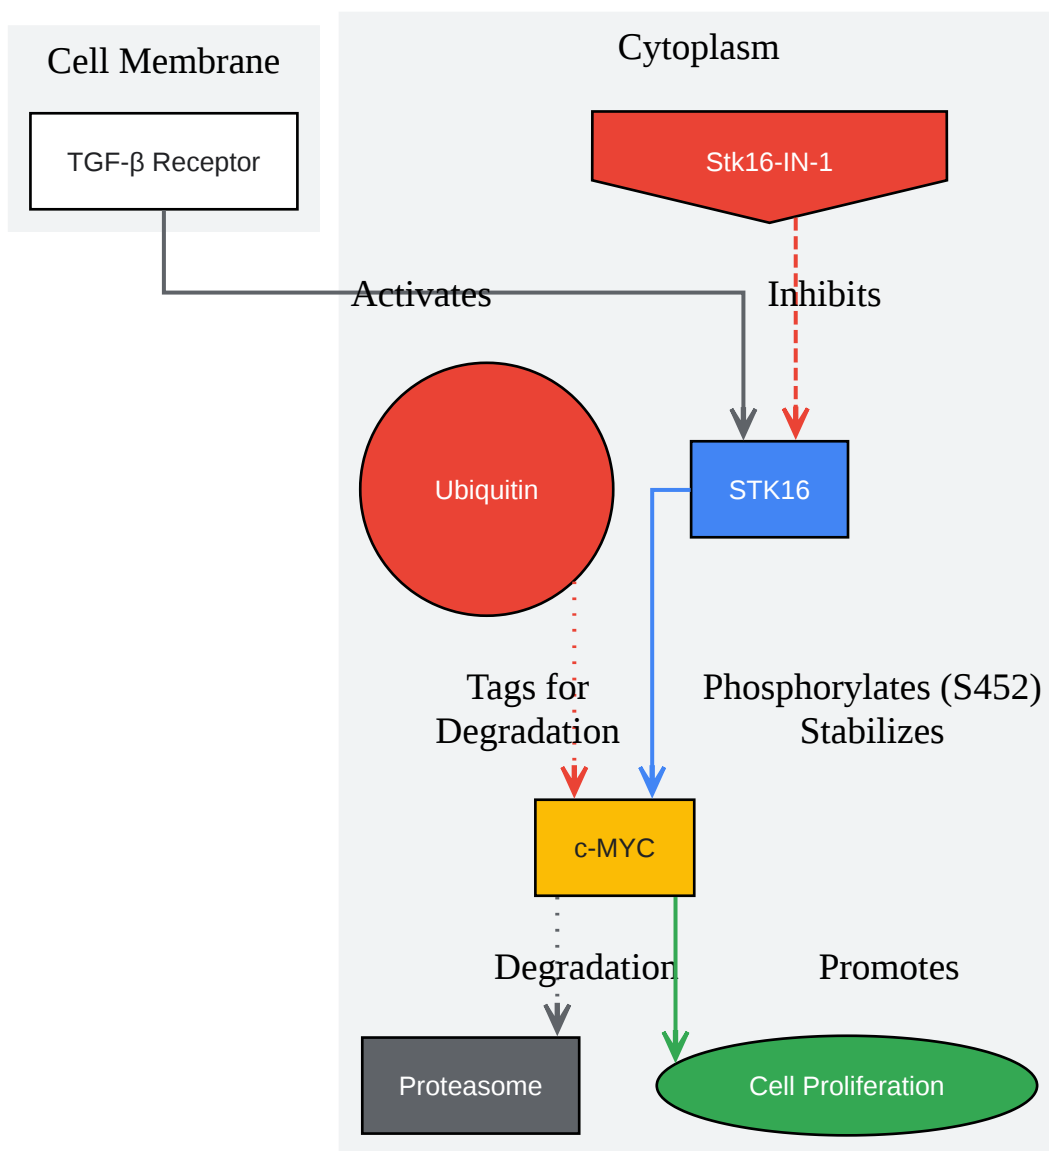 Cell Membrane
Cytoplasm
TGF-β Receptor
Stk16-IN-1
Activates
Inhibits
Ubiquitin
STK16
Tags for
Degradation
Phosphorylates (S452)
Stabilizes
c-MYC
Degradation
Promotes
Proteasome
Cell Proliferation